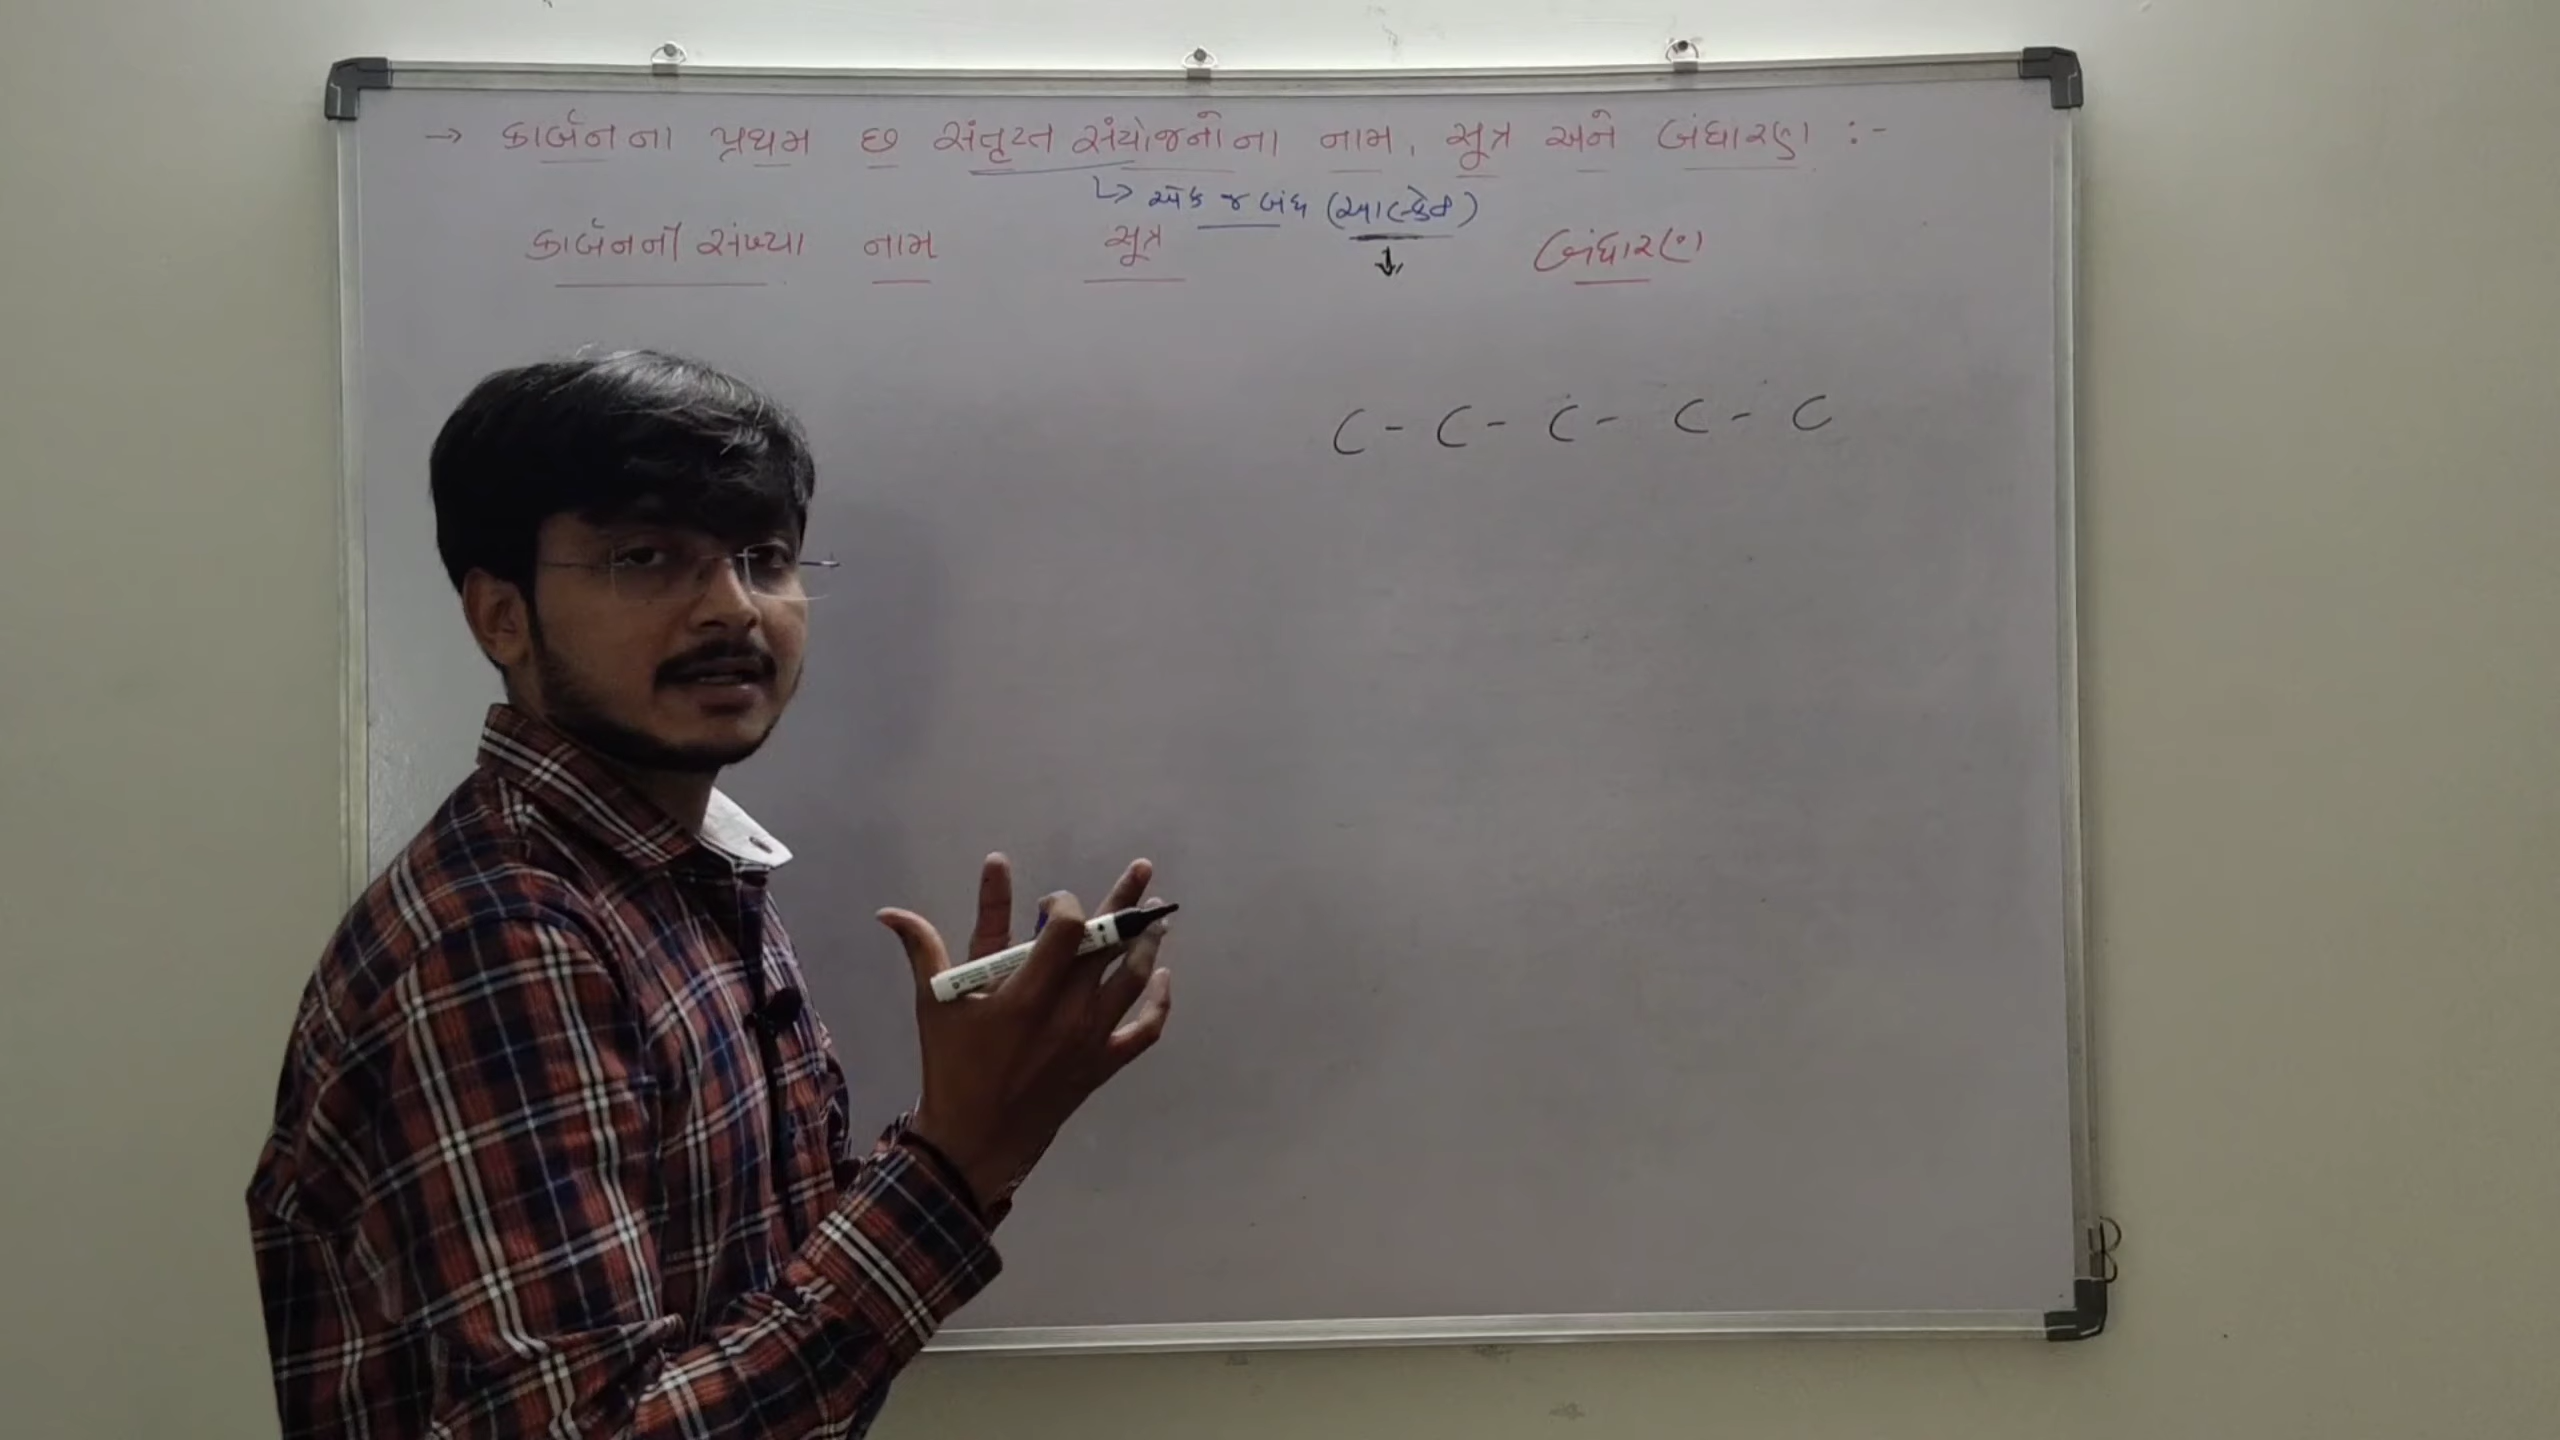 → કાર્બનના પ્રથમ છ સંતૃપ્ત સંયોજનોના નામ, સૂત્ર અને બંધારણ :-
↳ એક જ બંધ (આલ્કેન)
કાર્બનની સંખ્યા નામ સૂત્ર ↓ બંધારણ
C - C - C - C - C